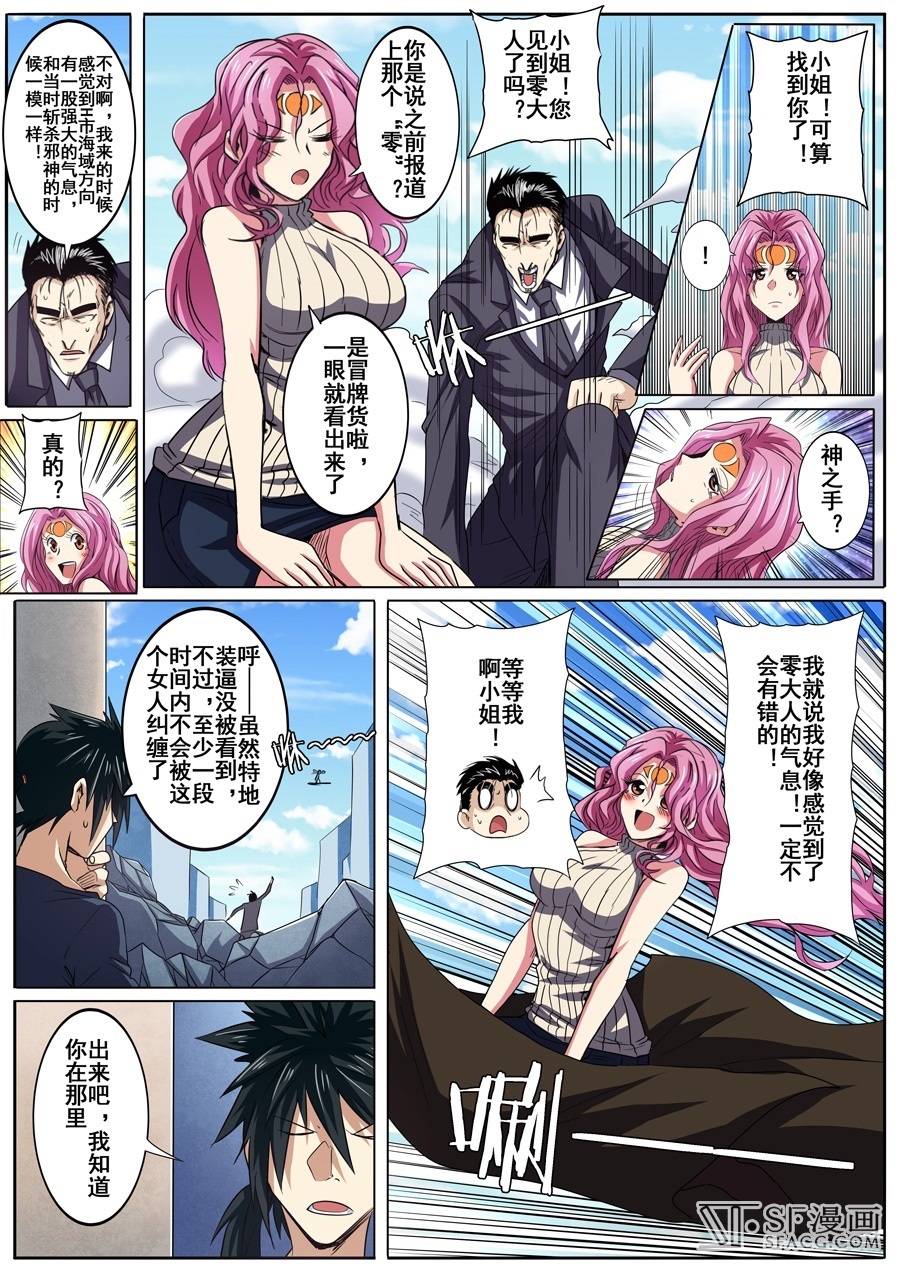 小姐！可算
找到你了！
！
神之手？
小姐！您
见到零大
人了吗？
咻
你是说之前报道
上那个“零”？
是冒牌货啦，
一眼就看出来了
不对啊，我来的时候
感觉到王市海域方向
有一股强大的气息，
和当时斩杀邪神的时
候一模一样！
真的？
我就说我好像感觉到了
零大人的气息！一定不
会有错的！
等等我
啊小姐！
唰
呼——虽然特地
装逼没被看到，
不过，至少一段
时间内不会被这
个女人纠缠了
咻
出来吧，我知道
你在那里
SF漫画
SFACG.COM